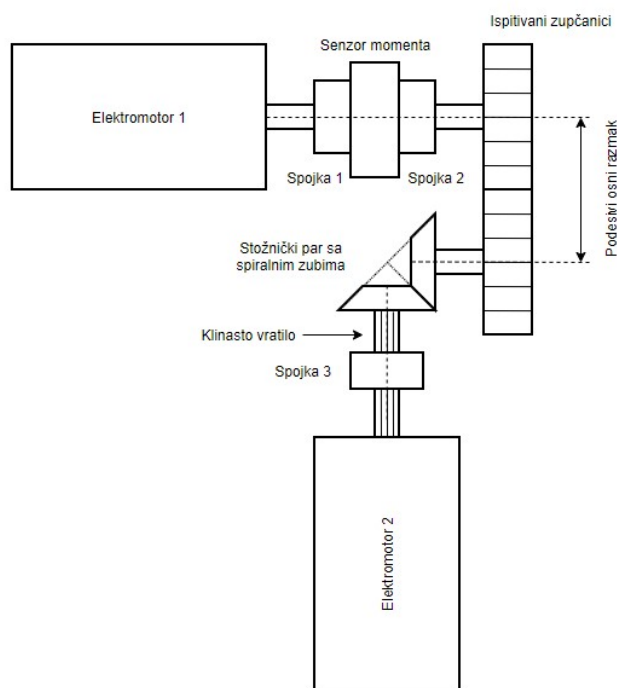 Ispitivani zupčanici
Senzor momenta
Elektromotor 1
Spojka 1
Spojka 2
Podesivi osni razmak
Stožnički par sa
spiralnim zubima
Klinasto vratilo
Spojka 3
Elektromotor 2